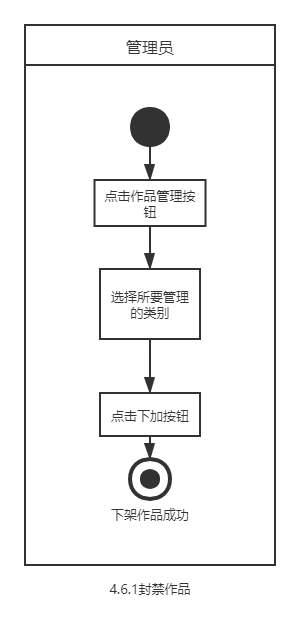 管理员
点击作品管理按
钮
选择所要管理
的类别
点击下加按钮
下架作品成功
4.6.1封禁作品